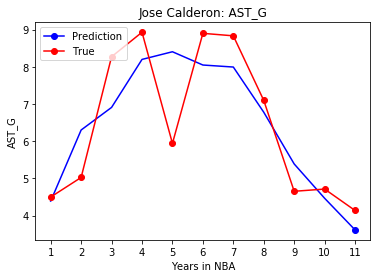 Jose Calderon: AST_G
Prediction
True
9
8
7
6
5
4
AST_G
1 2 3 4 5 6 7 8 9 10 11
Years in NBA